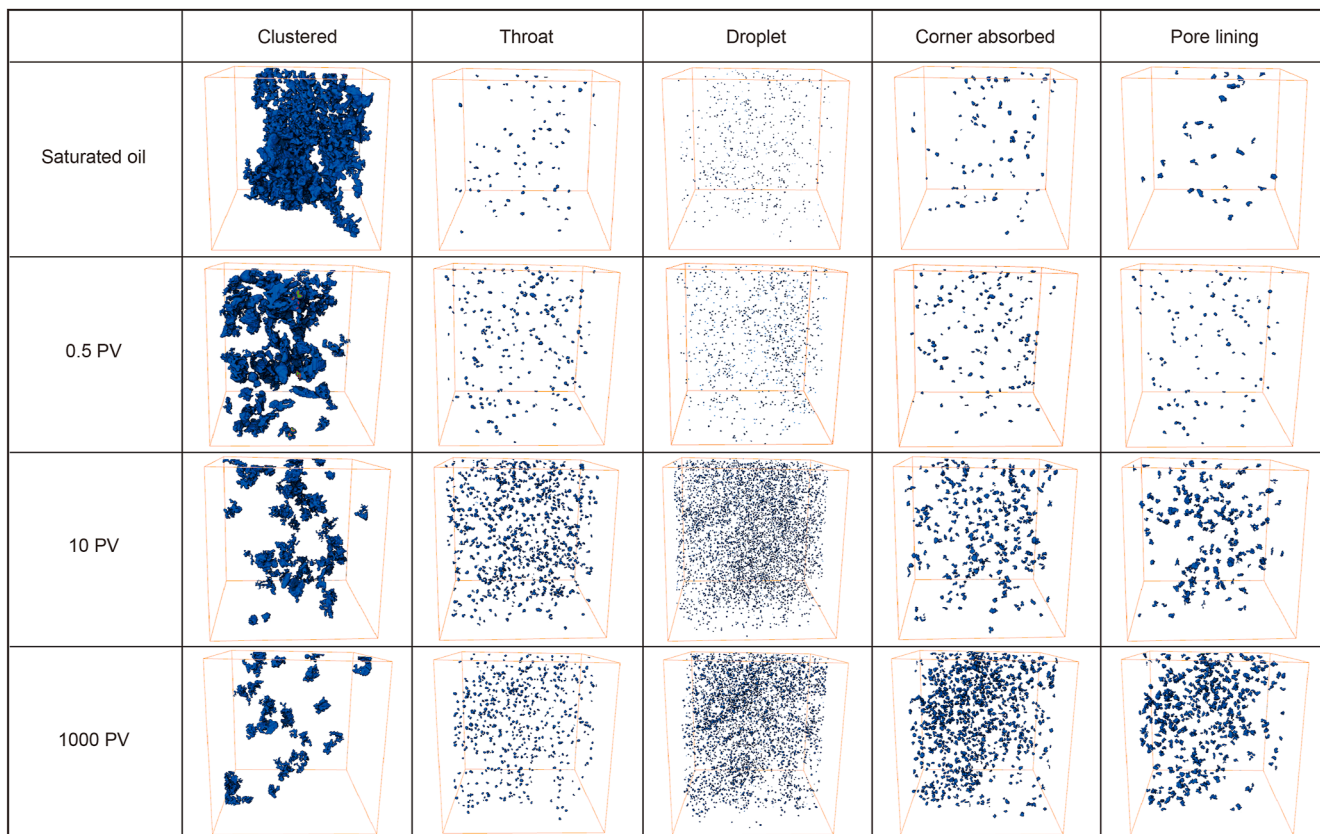 Clustered
Throat
Droplet
Corner absorbed
Pore lining
Saturated oil
0.5 PV
10 PV
1000 PV